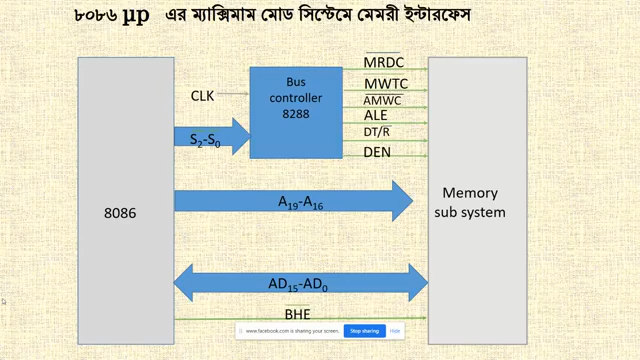 ৮০৮৬ µp এর ম্যাক্সিমাম মোড সিস্টেমে মেমরী ইন্টারফেস
MRDC
Bus
controller
8288
CLK
MWTC
AMWC
ALE
DT/R
DEN
S2-S0
8086
A19-A16
Memory
sub system
AD15-AD0
BHE
www.facebook.com is sharing your screen.
Stop sharing
Hide